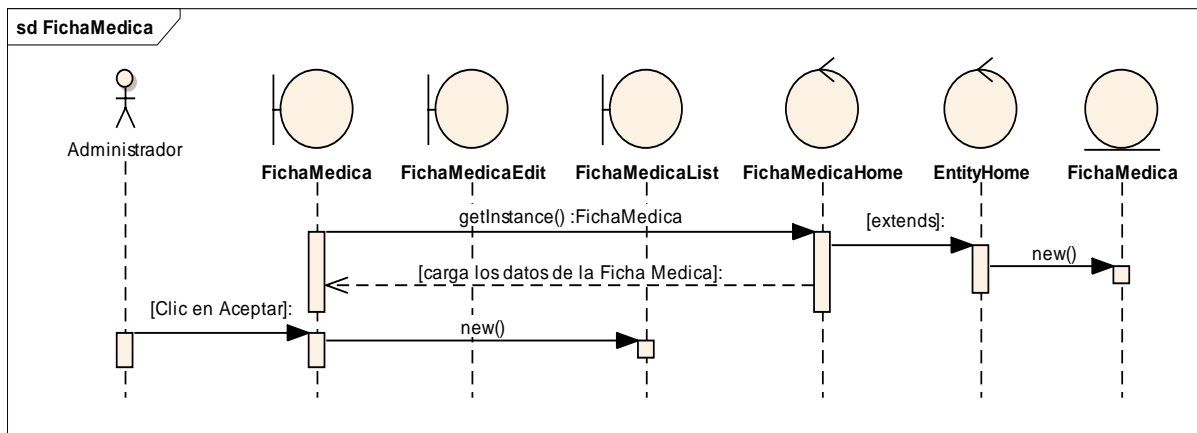 sd FichaMedica
Administrador
FichaMedica
FichaMedicaEdit
FichaMedicaList
FichaMedicaHome
EntityHome
FichaMedica
getInstance() :FichaMedica
[extends]:
new()
[carga los datos de la Ficha Medica]:
[Clic en Aceptar]:
new()